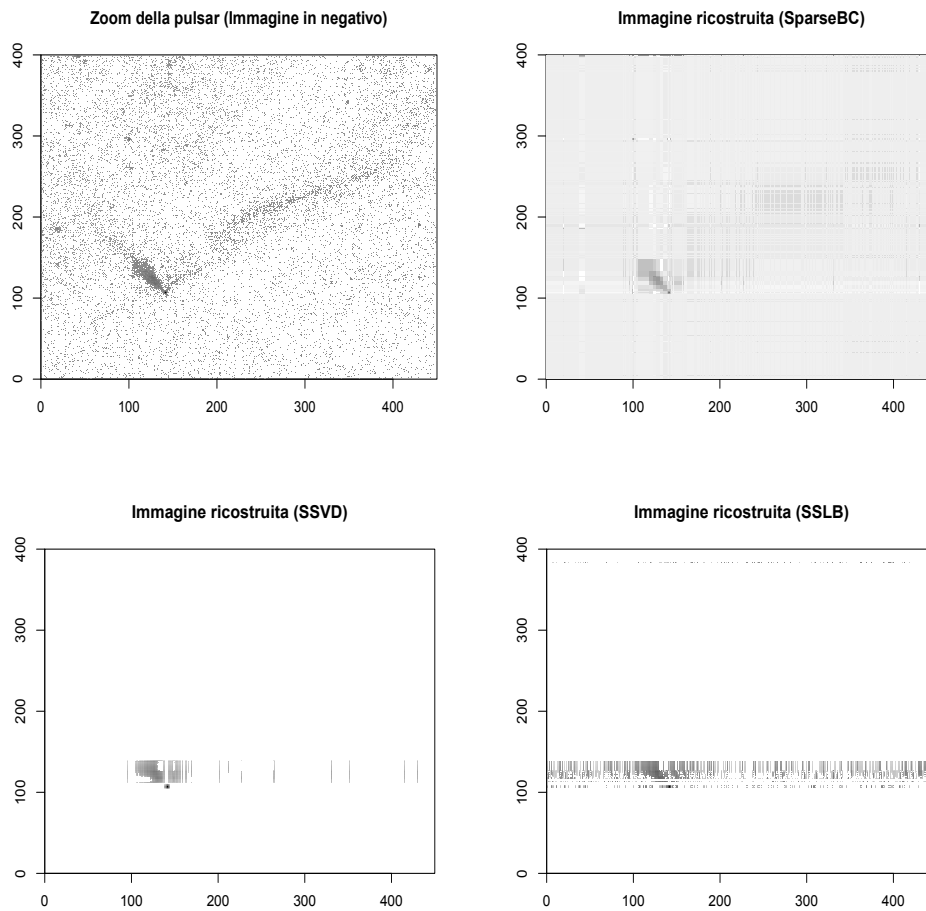 Zoom della pulsar (Immagine in negativo)
400
300
200
100
0
0 100 200 300 400
Immagine ricostruita (SparseBC)
400
300
200
100
0
0 100 200 300 400
Immagine ricostruita (SSVD)
400
300
200
100
0
0 100 200 300 400
Immagine ricostruita (SSLB)
400
300
200
100
0
0 100 200 300 400